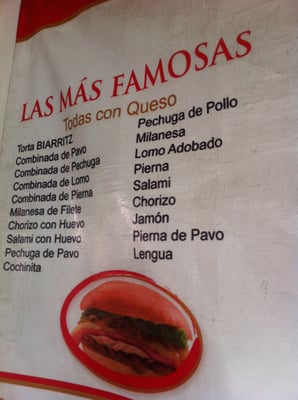 LAS MÁS FAMOSAS
Todas con Queso
Torta BIARRITZ
Combinada de Pavo
Combinada de Pechuga
Combinada de Lomo
Combinada de Pierna
Milanesa de Filete
Chorizo con Huevo
Salami con Huevo
Pechuga de Pavo
Cochinita
Pechuga de Pollo
Milanesa
Lomo Adobado
Pierna
Salami
Chorizo
Jamón
Pierna de Pavo
Lengua